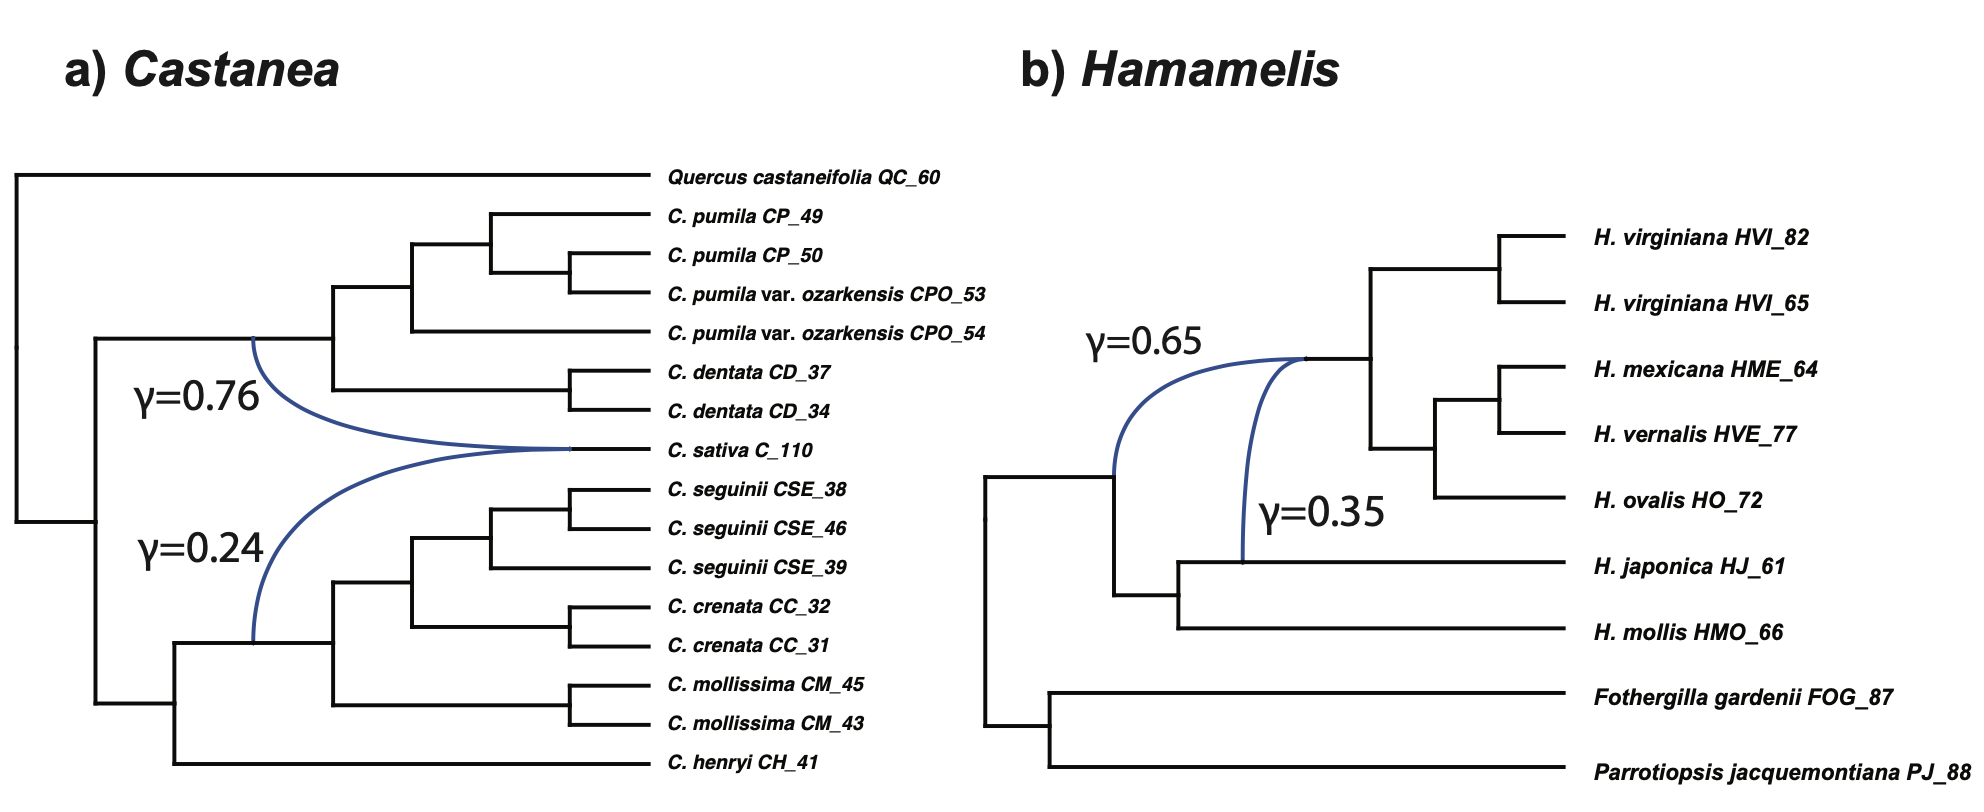 a) Castanea
Quercus castaneifolia QC_60
C. pumila CP_49
C. pumila CP_50
C. pumila var. ozarkensis CPO_53
C. pumila var. ozarkensis CPO_54
C. dentata CD_37
C. dentata CD_34
C. sativa C_110
C. seguinii CSE_38
C. seguinii CSE_46
C. seguinii CSE_39
C. crenata CC_32
C. crenata CC_31
C. mollissima CM_45
C. mollissima CM_43
C. henryi CH_41
γ=0.76
γ=0.24
b) Hamamelis
H. virginiana HVI_82
H. virginiana HVI_65
H. mexicana HME_64
H. vernalis HVE_77
H. ovalis HO_72
H. japonica HJ_61
H. mollis HMO_66
Fothergilla gardenii FOG_87
Parrotiopsis jacquemontiana PJ_88
γ=0.65
γ=0.35